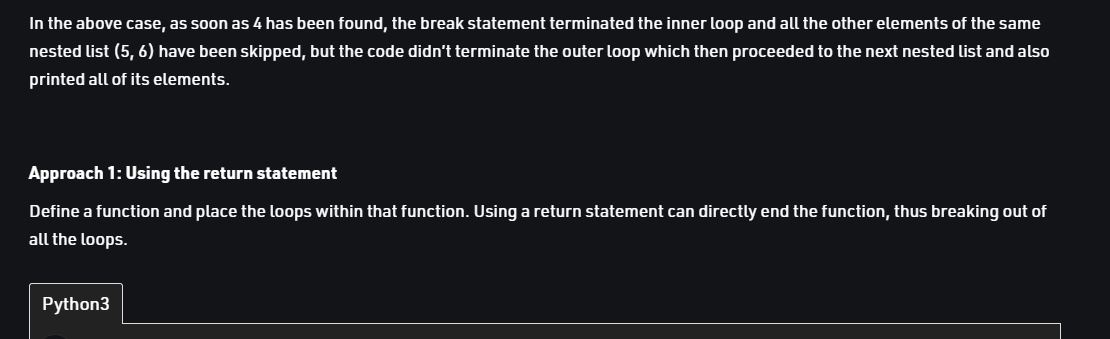 In the above case, as soon as 4 has been found, the break statement terminated the inner loop and all the other elements of the same
nested list (5, 6) have been skipped, but the code didn't terminate the outer loop which then proceeded to the next nested list and also
printed all of its elements.
Approach 1: Using the return statement
Define a function and place the loops within that function. Using a return statement can directly end the function, thus breaking out of
all the loops.
Python3